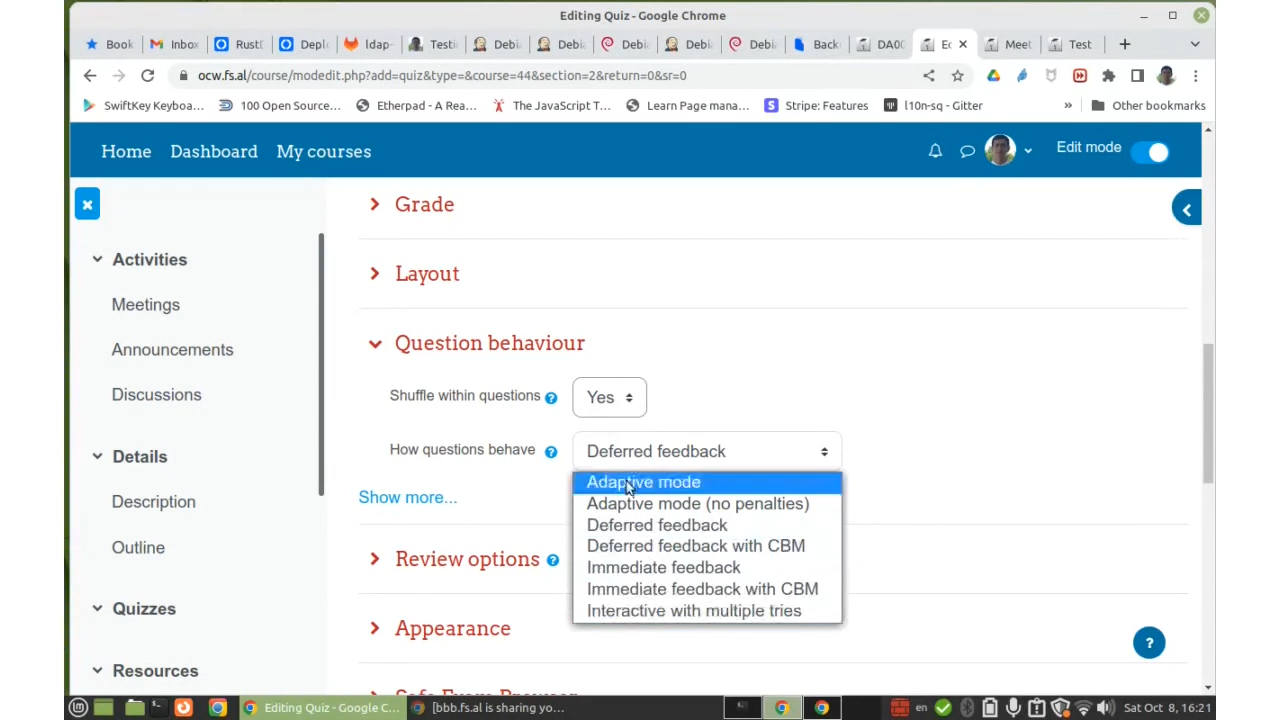 Editing Quiz - Google Chrome
Book
Inbox
Rust
Depl
ldap-
Testi
Debi
Debi
Debi
Debi
Debi
Back
DA00
Ec
Meet
Test
ocw.fs.al/course/modedit.php?add=quiz&type=&course=44&section=2&return=0&sr=0
SwiftKey Keyboa...
100 Open Source...
Etherpad - A Rea...
The JavaScript T...
Learn Page mana...
Stripe: Features
l10n-sq - Gitter
»
Other bookmarks
Home
Dashboard
My courses
Edit mode
Activities
Meetings
Announcements
Discussions
Details
Description
Outline
Quizzes
Resources
Grade
Layout
Question behaviour
Shuffle within questions
Yes
How questions behave
Deferred feedback
Adaptive mode
Adaptive mode (no penalties)
Deferred feedback
Deferred feedback with CBM
Immediate feedback
Immediate feedback with CBM
Interactive with multiple tries
Show more...
Review options
Appearance
Safe Exam Browser
?
Editing Quiz - Google C...
[bbb.fs.al is sharing yo...
en
Sat Oct 8, 16:21